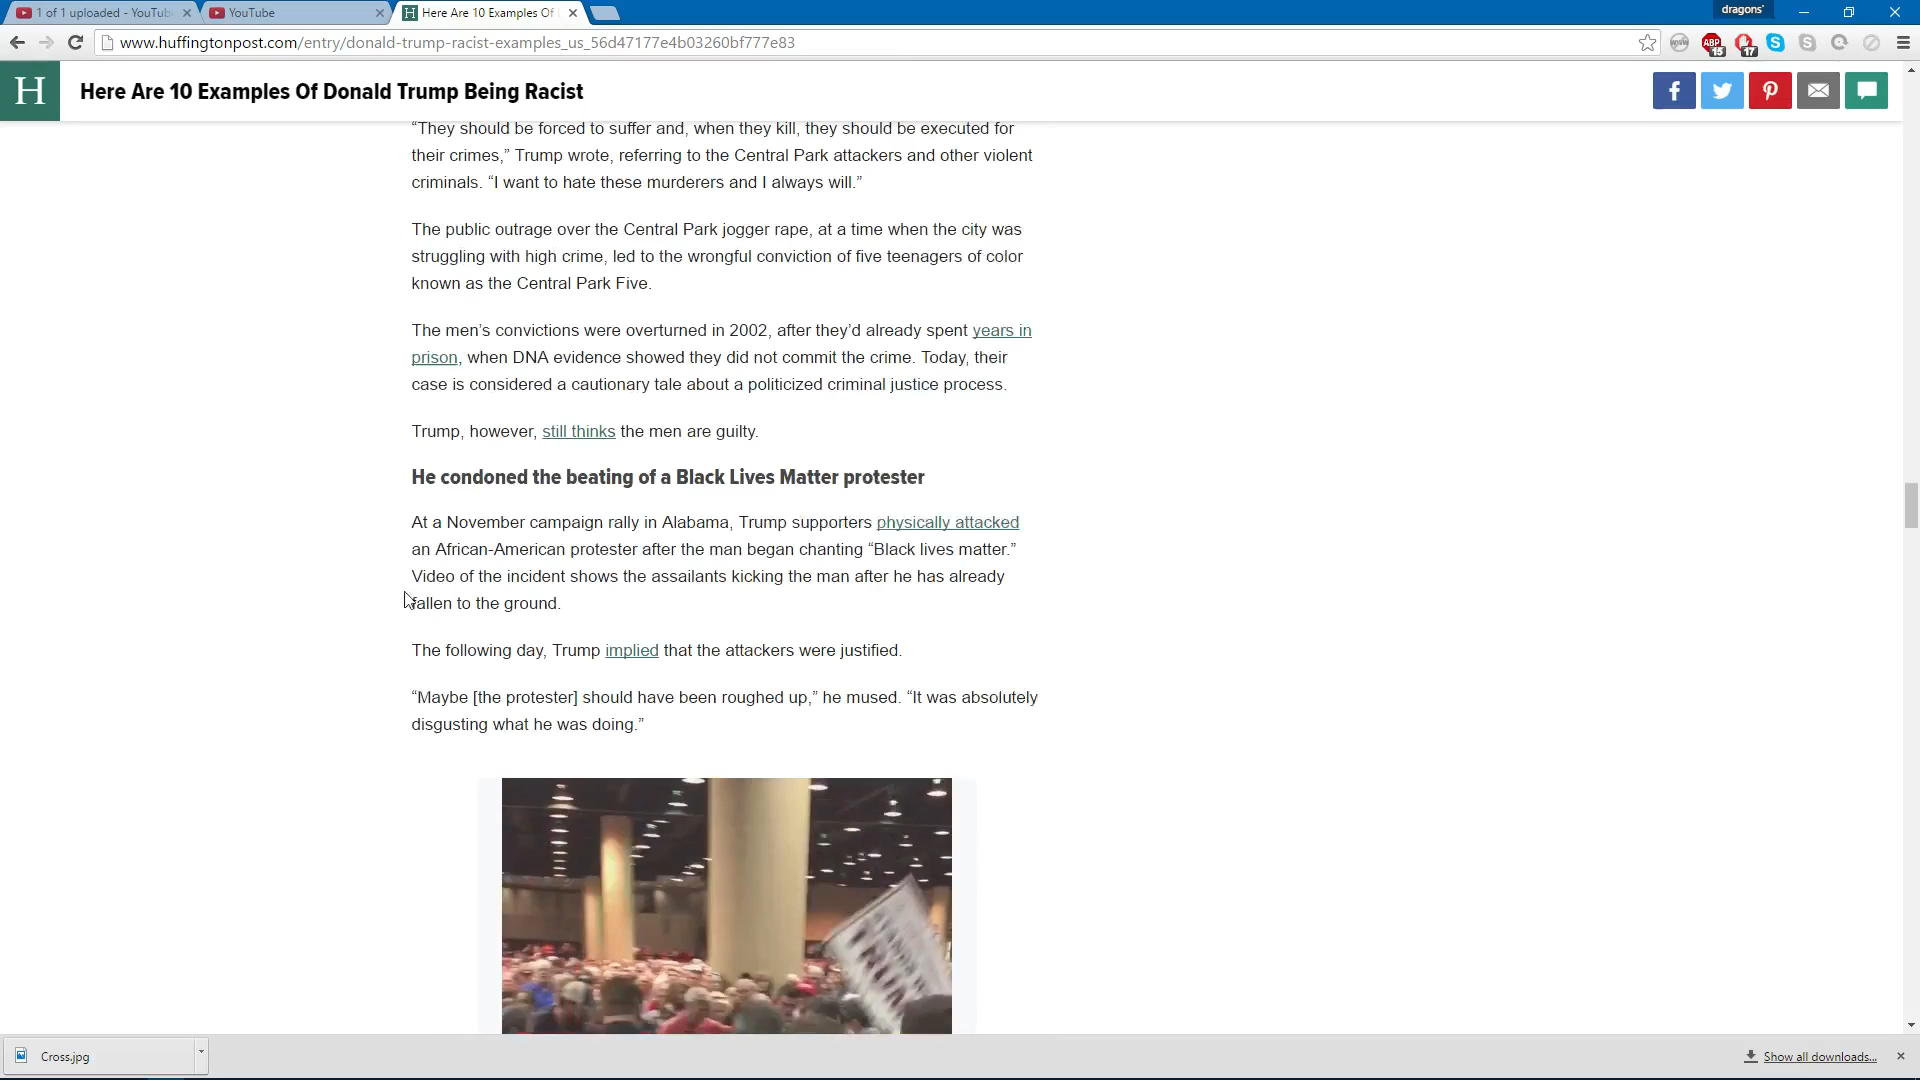 1 of 1 uploaded - YouTub
YouTube
Here Are 10 Examples Of
dragons'
www.huffingtonpost.com/entry/donald-trump-racist-examples_us_56d47177e4b03260bf777e83
ABP
15
17
H
Here Are 10 Examples Of Donald Trump Being Racist
“They should be forced to suffer and, when they kill, they should be executed for
their crimes,” Trump wrote, referring to the Central Park attackers and other violent
criminals. “I want to hate these murderers and I always will.”
The public outrage over the Central Park jogger rape, at a time when the city was
struggling with high crime, led to the wrongful conviction of five teenagers of color
known as the Central Park Five.
The men’s convictions were overturned in 2002, after they’d already spent years in
prison, when DNA evidence showed they did not commit the crime. Today, their
case is considered a cautionary tale about a politicized criminal justice process.
Trump, however, still thinks the men are guilty.
He condoned the beating of a Black Lives Matter protester
At a November campaign rally in Alabama, Trump supporters physically attacked
an African-American protester after the man began chanting “Black lives matter.”
Video of the incident shows the assailants kicking the man after he has already
fallen to the ground.
The following day, Trump implied that the attackers were justified.
“Maybe [the protester] should have been roughed up,” he mused. “It was absolutely
disgusting what he was doing.”
Cross.jpg
Show all downloads...